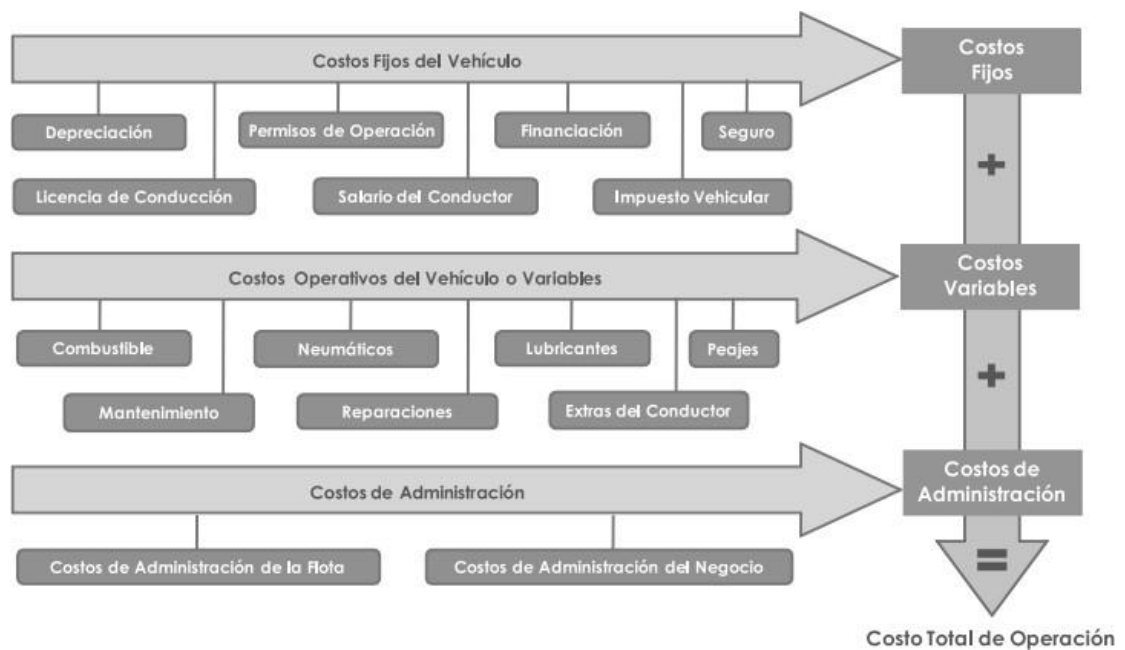 Costos Fijos del Vehículo
Costos
Fijos
Depreciación
Permisos de Operación
Financiación
Seguro
Licencia de Conducción
Salario del Conductor
Impuesto Vehicular
+
Costos Operativos del Vehículo o Variables
Costos
Variables
Combustible
Neumáticos
Lubricantes
Peajes
Mantenimiento
Reparaciones
Extras del Conductor
+
Costos de Administración
Costos de
Administración
Costos de Administración de la Flota
Costos de Administración del Negocio
=
Costo Total de Operación